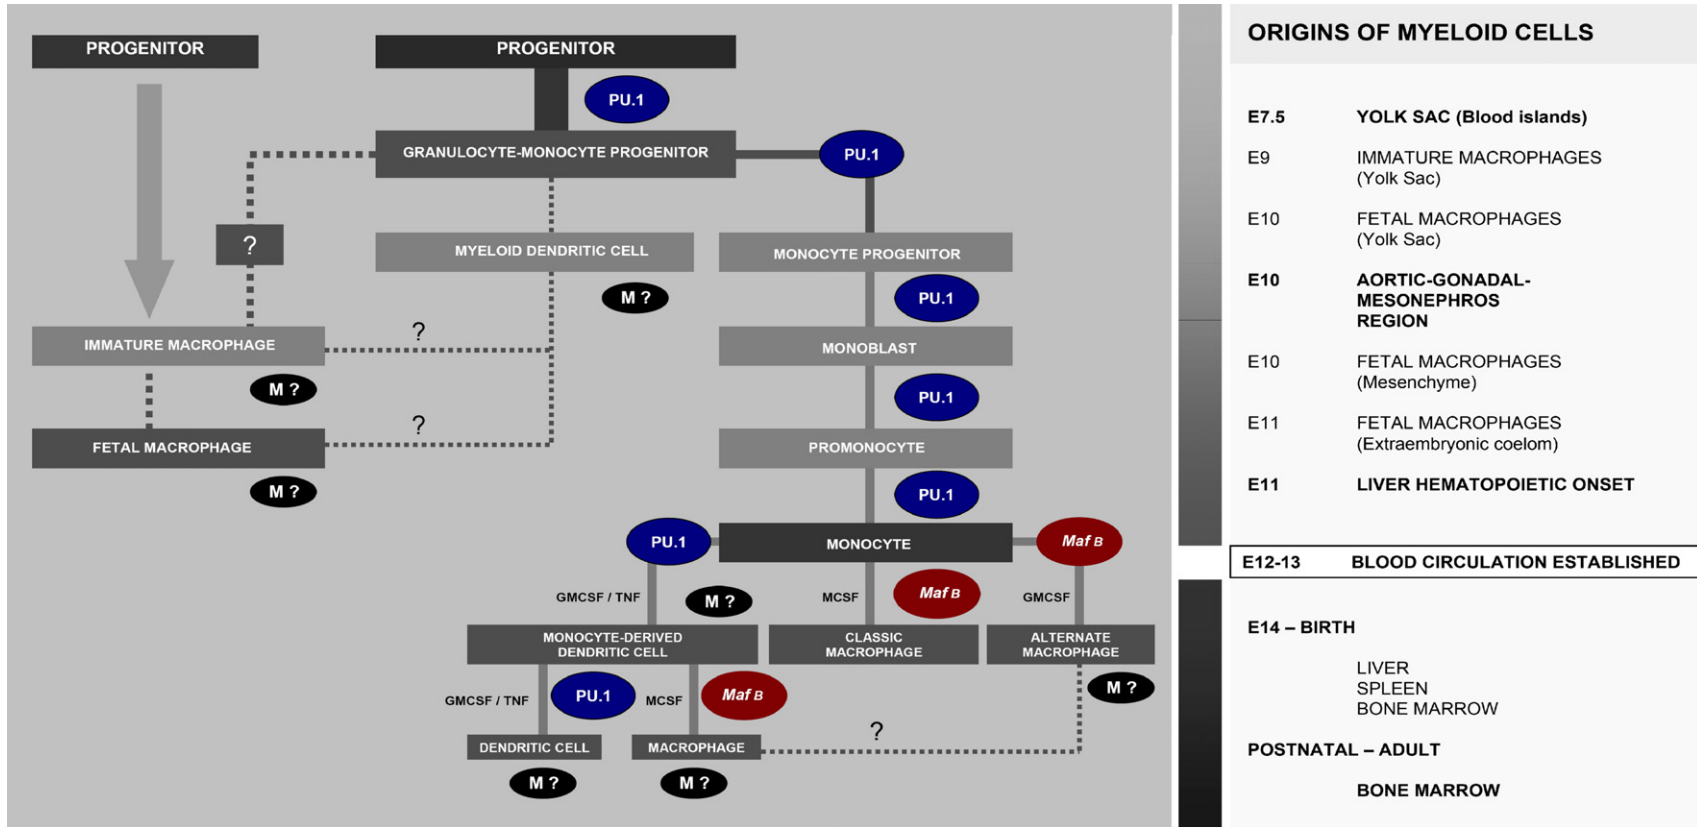 PROGENITOR
PROGENITOR
PU.1
GRANULOCYTE-MONOCYTE PROGENITOR
PU.1
?
MYELOID DENDRITIC CELL
MONOCYTE PROGENITOR
M ?
PU.1
?
IMMATURE MACROPHAGE
MONOBLAST
M ?
PU.1
?
FETAL MACROPHAGE
PROMONOCYTE
M ?
PU.1
PU.1
MONOCYTE
Maf B
GMCSF / TNF
M ?
MCSF
Maf B
GMCSF
MONOCYTE-DERIVED
DENDRITIC CELL
CLASSIC
MACROPHAGE
ALTERNATE
MACROPHAGE
M ?
GMCSF / TNF
PU.1
MCSF
Maf B
?
DENDRITIC CELL
MACROPHAGE
M ?
M ?
ORIGINS OF MYELOID CELLS
E7.5 YOLK SAC (Blood islands)
E9 IMMATURE MACROPHAGES
(Yolk Sac)
E10 FETAL MACROPHAGES
(Yolk Sac)
E10 AORTIC-GONADAL-
MESONEPHROS
REGION
E10 FETAL MACROPHAGES
(Mesenchyme)
E11 FETAL MACROPHAGES
(Extraembryonic coelom)
E11 LIVER HEMATOPOIETIC ONSET
E12-13 BLOOD CIRCULATION ESTABLISHED
E14 – BIRTH
LIVER
SPLEEN
BONE MARROW
POSTNATAL – ADULT
BONE MARROW